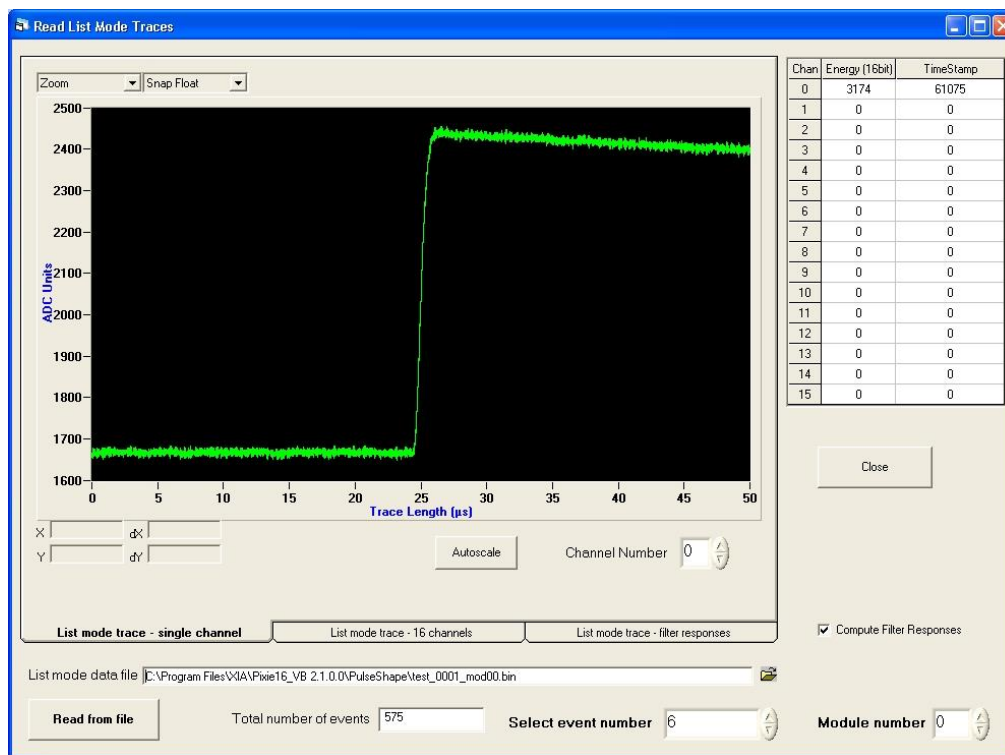 Read List Mode Traces
Zoom
Snap Float
2500
2400
2300
2200
2100
2000
1900
1800
1700
1600
ADC Units
0 5 10 15 20 25 30 35 40 45 50
Trace Length (µs)
X
dX
Y
dY
Autoscale
Channel Number 0
List mode trace - single channel
List mode trace - 16 channels
List mode trace - filter responses
Chan Energy (16bit) TimeStamp
0 3174 61075
1 0 0
2 0 0
3 0 0
4 0 0
5 0 0
6 0 0
7 0 0
8 0 0
9 0 0
10 0 0
11 0 0
12 0 0
13 0 0
14 0 0
15 0 0
Close
Compute Filter Responses
List mode data file C:\Program Files\XIA\Pixie16_VB 2.1.0.0\PulseShape\test_0001_mod00.bin
Read from file
Total number of events 575
Select event number 6
Module number 0